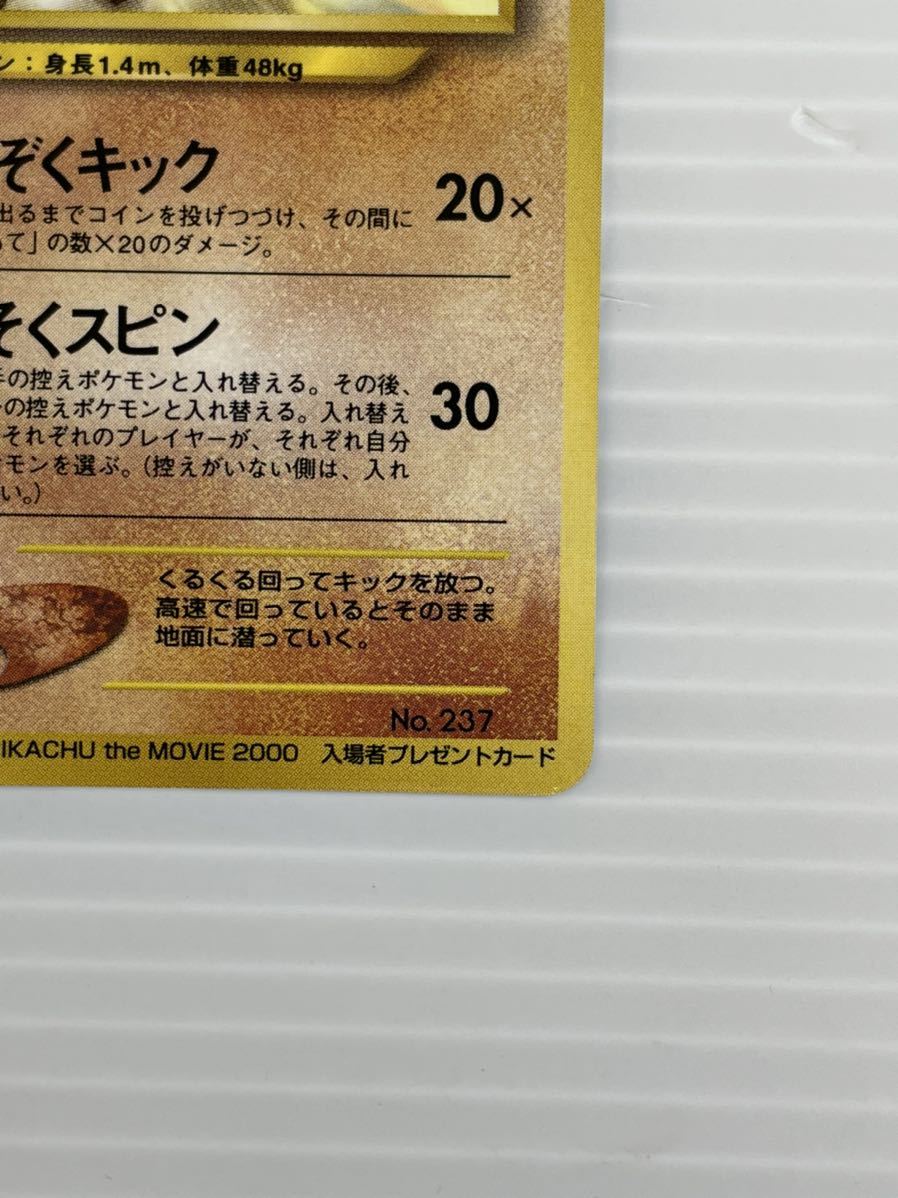 ン：身長1.4m、体重48kg
ぞくキック
20×
出るまでコインを投げつづけ、その間に
て」の数×20のダメージ。
そくスピン
30
の控えポケモンと入れ替える。その後、
の控えポケモンと入れ替える。入れ替え
それぞれのプレイヤーが、それぞれ自分
モンを選ぶ。（控えがいない側は、入れ
い。）
くるくる回ってキックを放つ。
高速で回っているとそのまま
地面に潜っていく。
No. 237
IKACHU the MOVIE 2000 入場者プレゼントカード